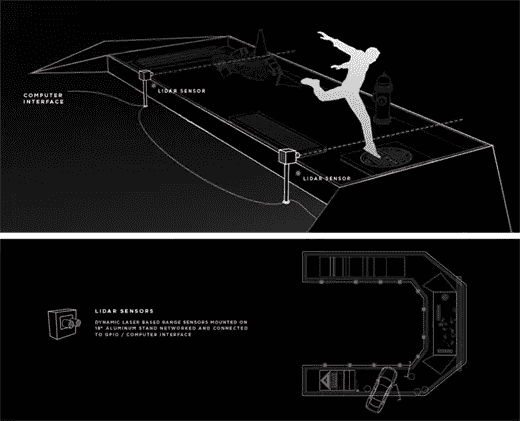 COMPUTER
INTERFACE
LIDAR SENSOR
LIDAR SENSOR
LIDAR SENSORS
DYNAMIC LASER BASED RANGE SENSORS MOUNTED ON
18" ALUMINUM STAND NETWORKED AND CONNECTED
TO GPIO / COMPUTER INTERFACE